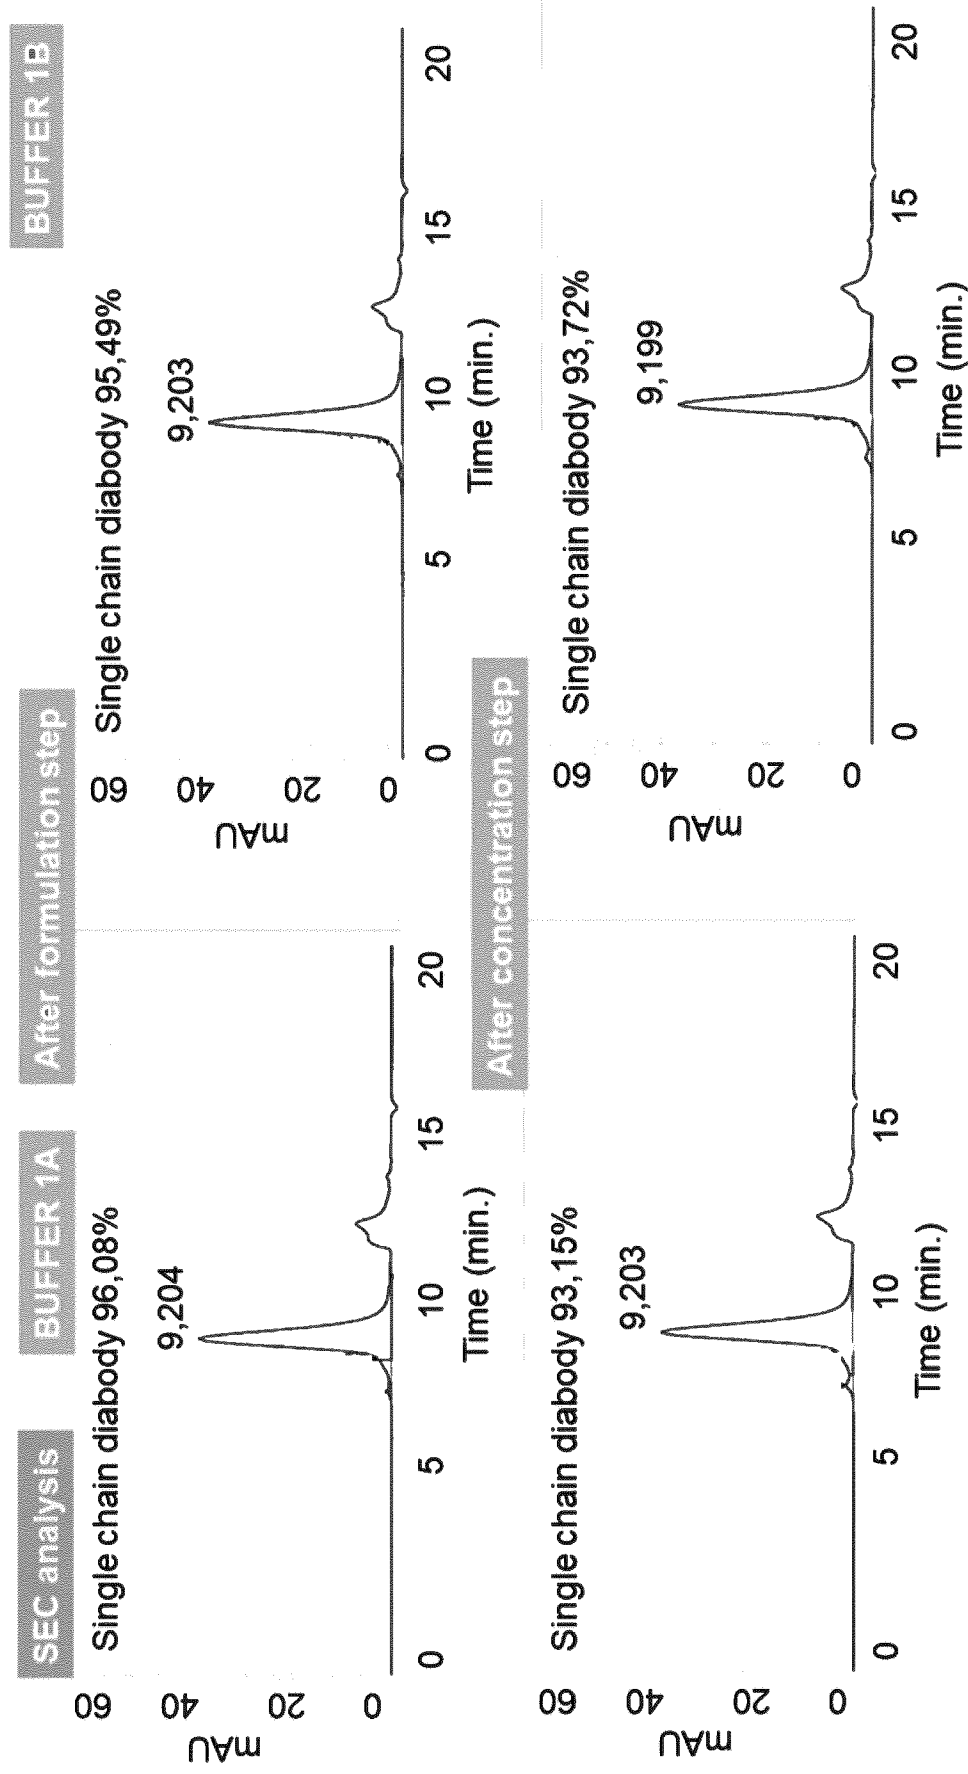 SEC analysis
BUFFER 1A
After formulation step
BUFFER 1B
Single chain diabody 96,08%
9,204
mAU
60
40
20
0
0
5
10
15
20
Time (min.)
Single chain diabody 95,49%
9,203
mAU
60
40
20
0
0
5
10
15
20
Time (min.)
After concentration step
Single chain diabody 93,15%
9,203
mAU
60
40
20
0
0
5
10
15
20
Time (min.)
Single chain diabody 93,72%
9,199
mAU
60
40
20
0
0
5
10
15
20
Time (min.)